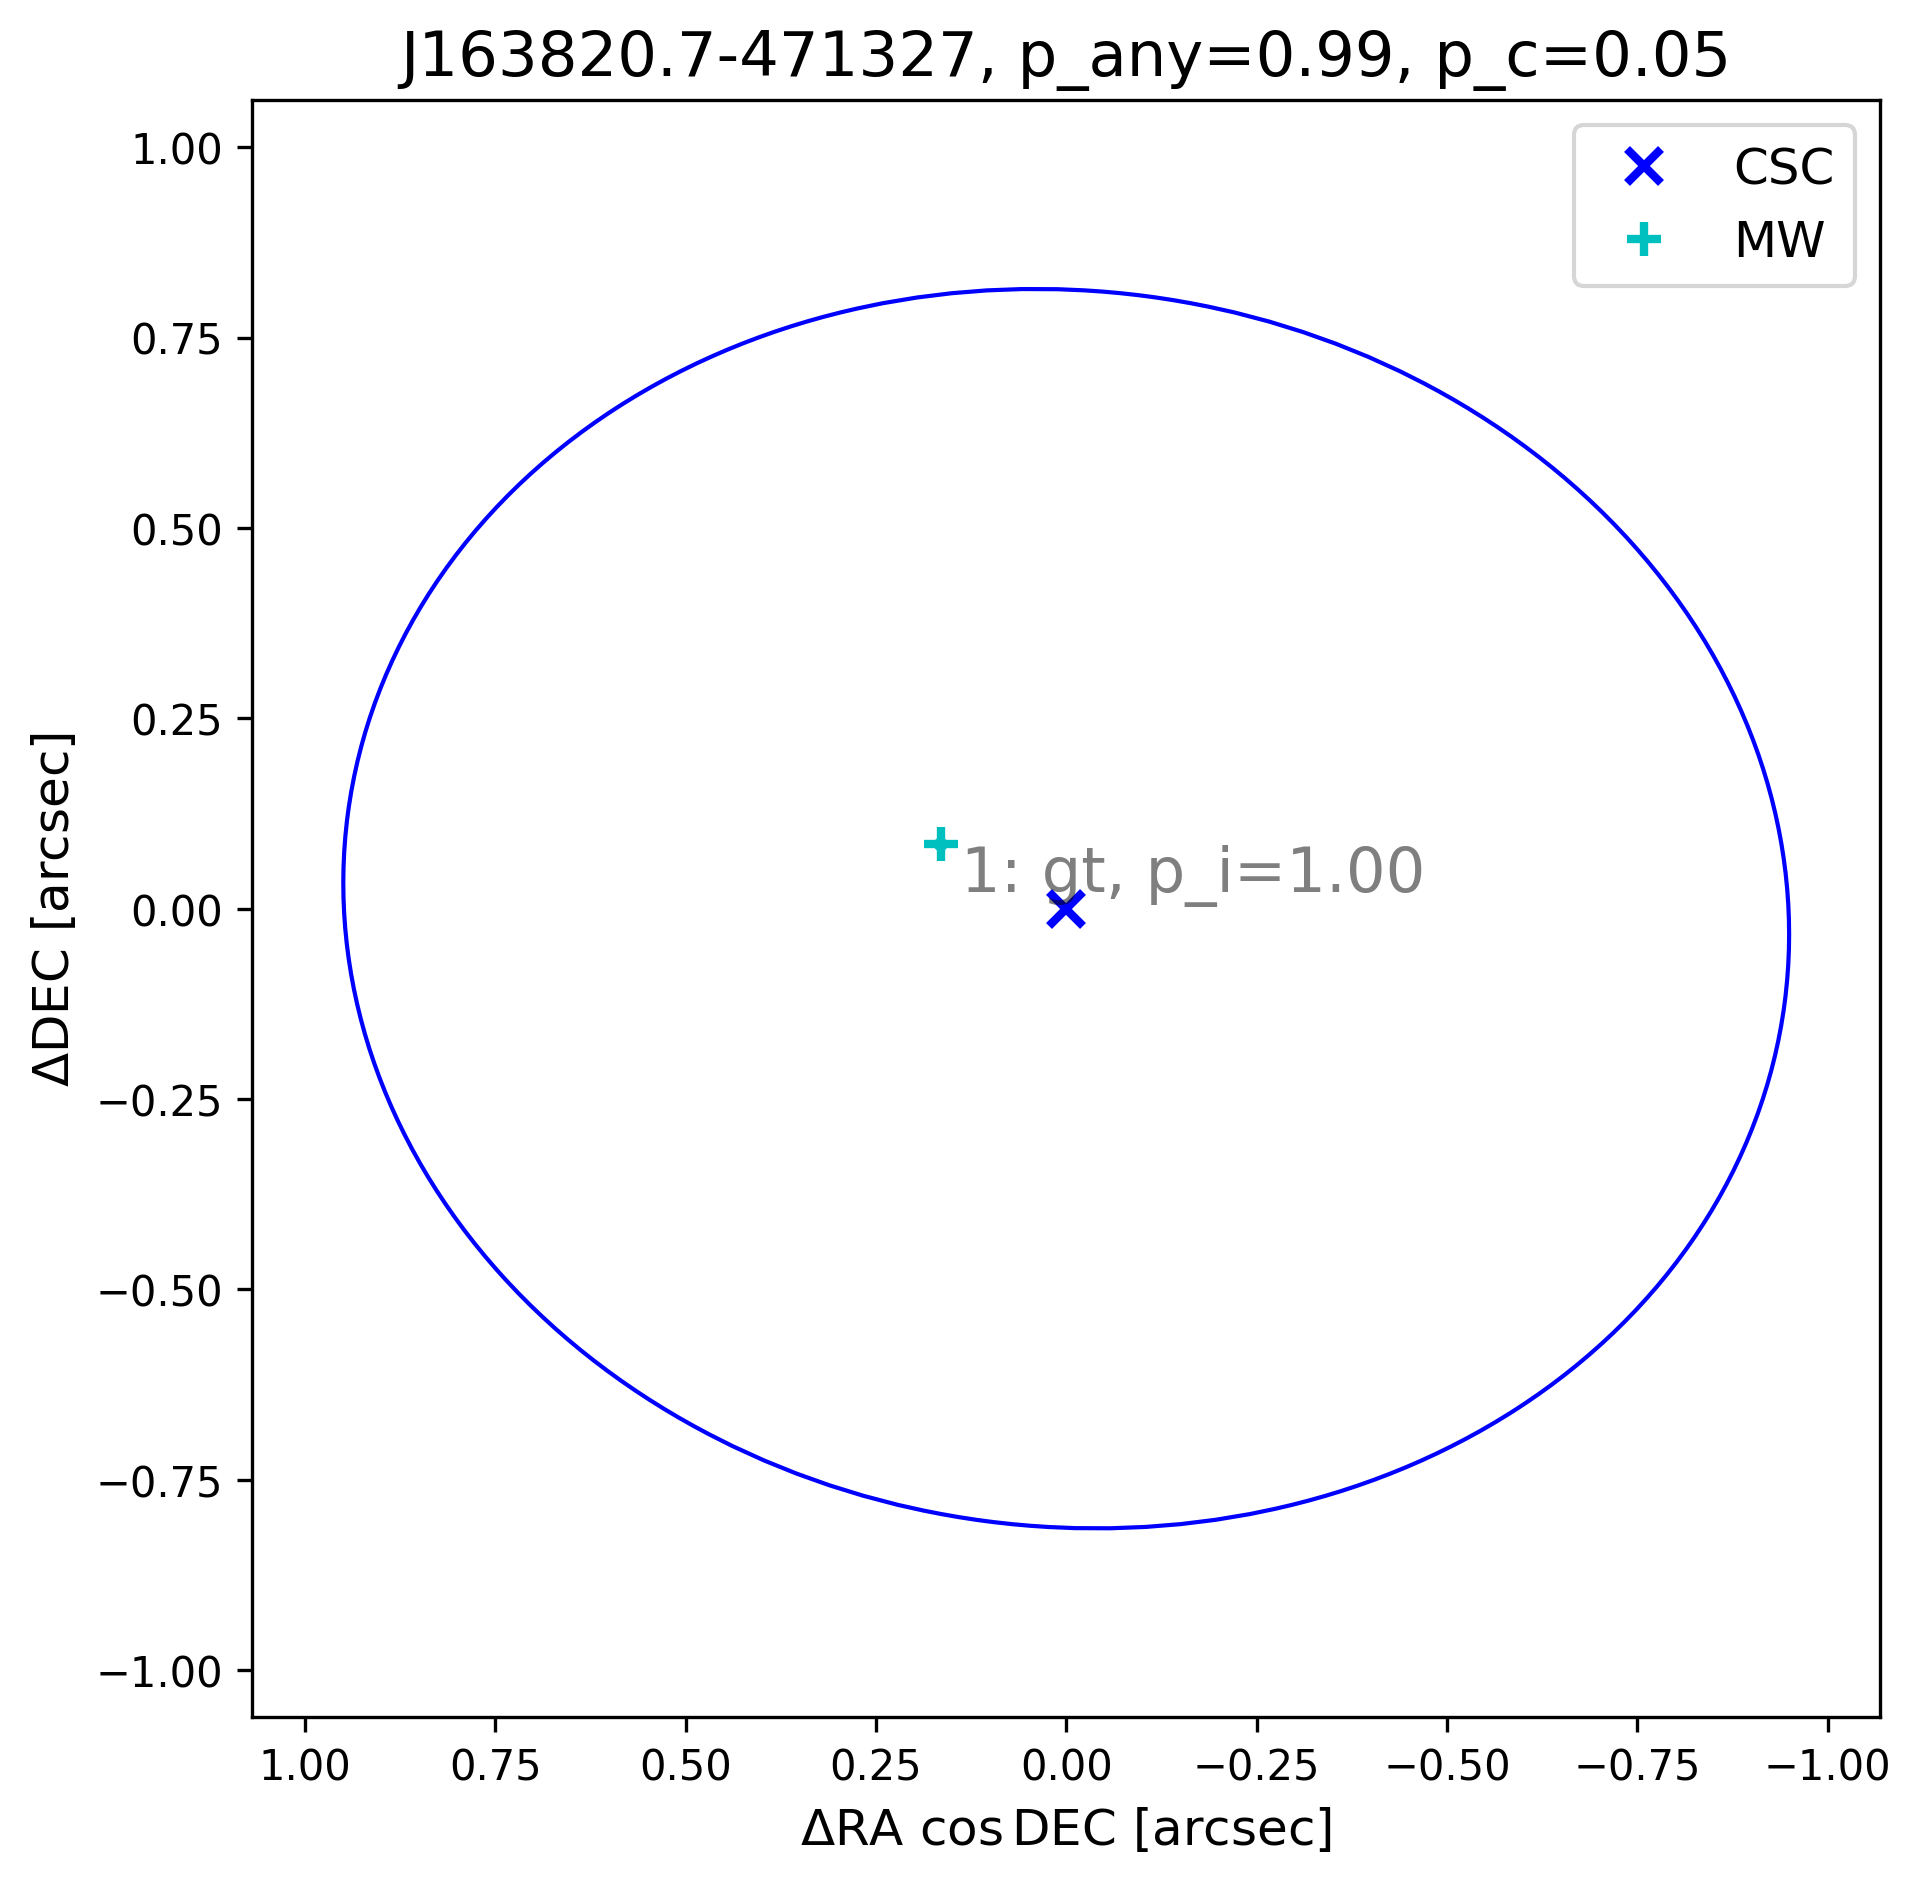 J163820.7-471327, p_any=0.99, p_c=0.05
CSC
MW
1.00
0.75
0.50
0.25
0.00
−0.25
−0.50
−0.75
−1.00
ΔDEC [arcsec]
1: gt, p_i=1.00
1.00 0.75 0.50 0.25 0.00 −0.25 −0.50 −0.75 −1.00
ΔRA cos DEC [arcsec]